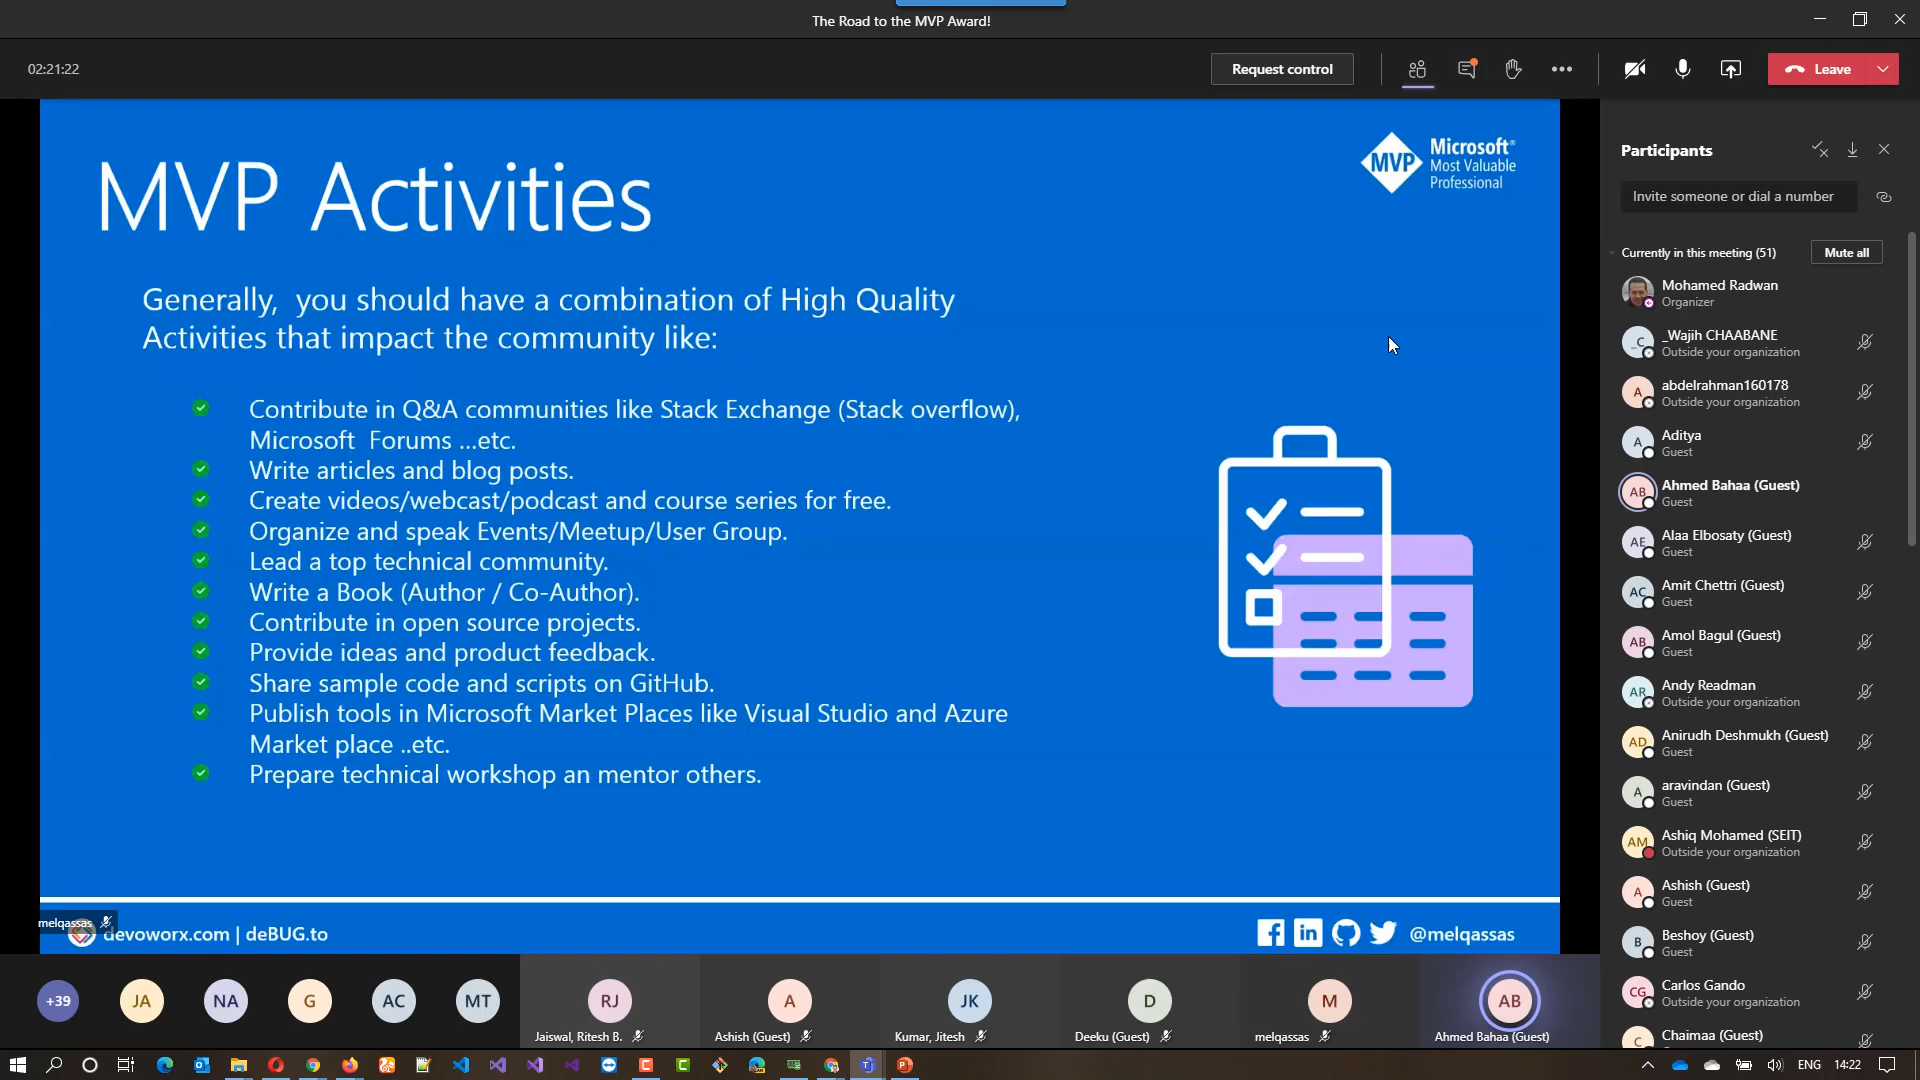 The Road to the MVP Award!
02:21:22
Request control
Leave
MVP Activities
MVP
Microsoft®
Most Valuable
Professional
Generally,  you should have a combination of High Quality
Activities that impact the community like:
Contribute in Q&A communities like Stack Exchange (Stack overflow),
Microsoft  Forums ...etc.
Write articles and blog posts.
Create videos/webcast/podcast and course series for free.
Organize and speak Events/Meetup/User Group.
Lead a top technical community.
Write a Book (Author / Co-Author).
Contribute in open source projects.
Provide ideas and product feedback.
Share sample code and scripts on GitHub.
Publish tools in Microsoft Market Places like Visual Studio and Azure
Market place ..etc.
Prepare technical workshop an mentor others.
melqassas
devoworx.com | deBUG.to
@melqassas
Participants
Invite someone or dial a number
Currently in this meeting (51)
Mute all
Mohamed Radwan
Organizer
_C
_Wajih CHAABANE
Outside your organization
A
abdelrahman160178
Outside your organization
A
Aditya
Guest
AB
Ahmed Bahaa (Guest)
Guest
AE
Alaa Elbosaty (Guest)
Guest
AC
Amit Chettri (Guest)
Guest
AB
Amol Bagul (Guest)
Guest
AR
Andy Readman
Outside your organization
AD
Anirudh Deshmukh (Guest)
Guest
A
aravindan (Guest)
Guest
AM
Ashiq Mohamed (SEIT)
Outside your organization
A
Ashish (Guest)
Guest
B
Beshoy (Guest)
Guest
CG
Carlos Gando
Outside your organization
C
Chaimaa (Guest)
+39
JA
NA
G
AC
MT
RJ
Jaiswal, Ritesh B.
A
Ashish (Guest)
JK
Kumar, Jitesh
D
Deeku (Guest)
M
melqassas
AB
Ahmed Bahaa (Guest)
ENG
14:22